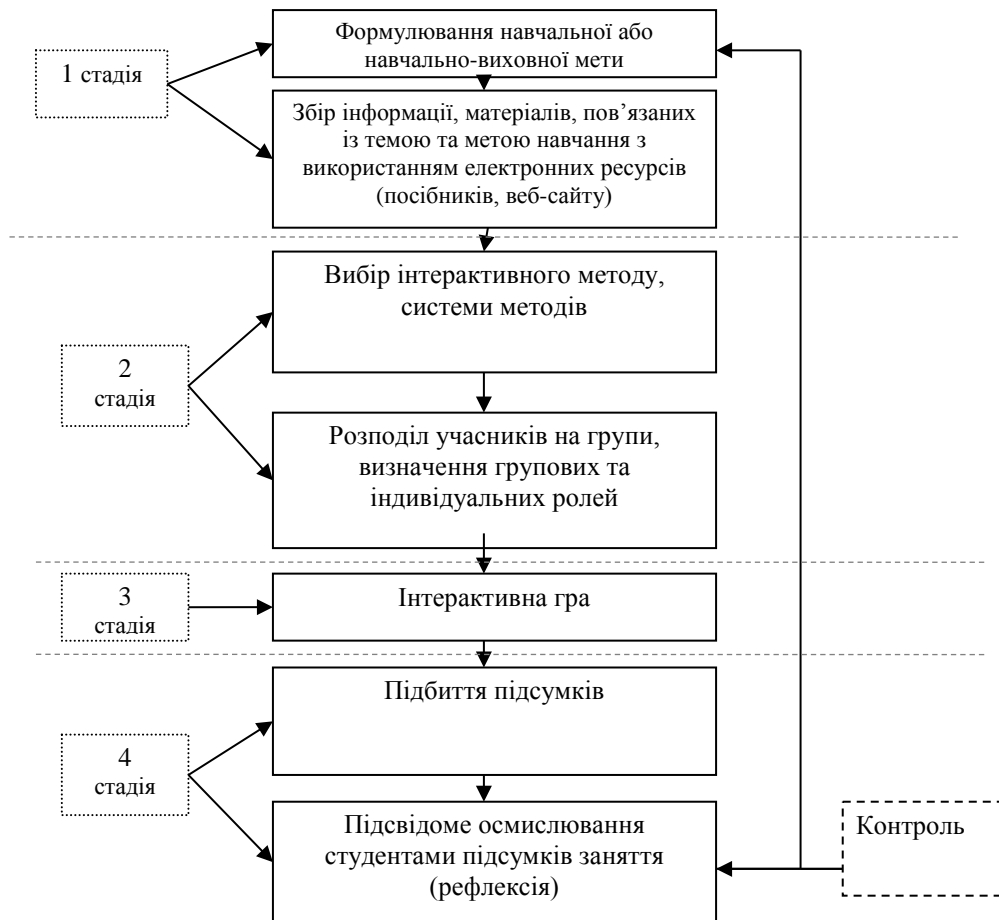 Формулювання навчальної або
навчально-виховної мети
1 стадія
Збір інформації, матеріалів, пов’язаних
із темою та метою навчання з
використанням електронних ресурсів
(посібників, веб-сайту)
Вибір інтерактивного методу,
системи методів
2
стадія
Розподіл учасників на групи,
визначення групових та
індивідуальних ролей
3
стадія
Інтерактивна гра
Підбиття підсумків
4
стадія
Підсвідоме осмислювання
студентами підсумків заняття
(рефлексія)
Контроль